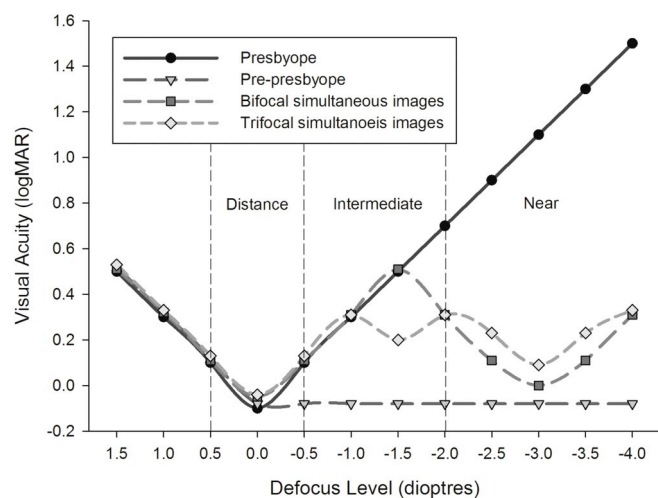 1.6
1.4
1.2
1.0
0.8
0.6
0.4
0.2
0.0
-0.2
Visual Acuity (logMAR)
Presbyope
Pre-presbyope
Bifocal simultaneous images
Trifocal simultanoeis images
Distance
Intermediate
Near
1.5 1.0 0.5 0.0 -0.5 -1.0 -1.5 -2.0 -2.5 -3.0 -3.5 -4.0
Defocus Level (dioptres)